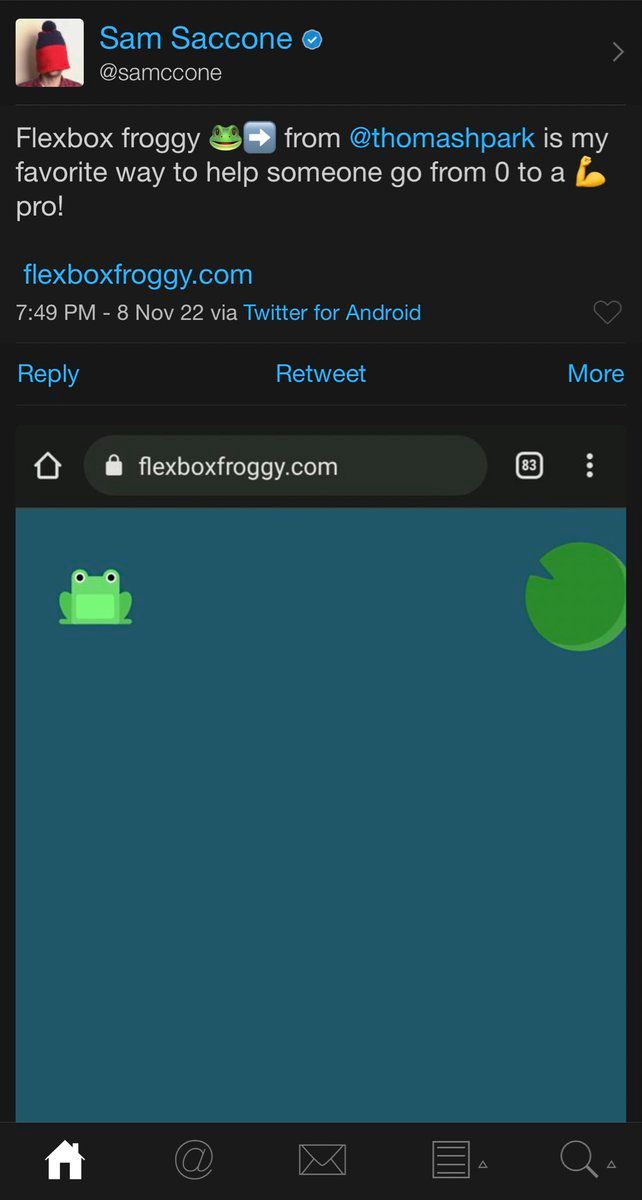 Sam Saccone
@samccone
Flexbox froggy 🐸➡️ from @thomashpark is my
favorite way to help someone go from 0 to a 💪
pro!
flexboxfroggy.com
7:49 PM - 8 Nov 22 via Twitter for Android
Reply Retweet More
flexboxfroggy.com 83
@